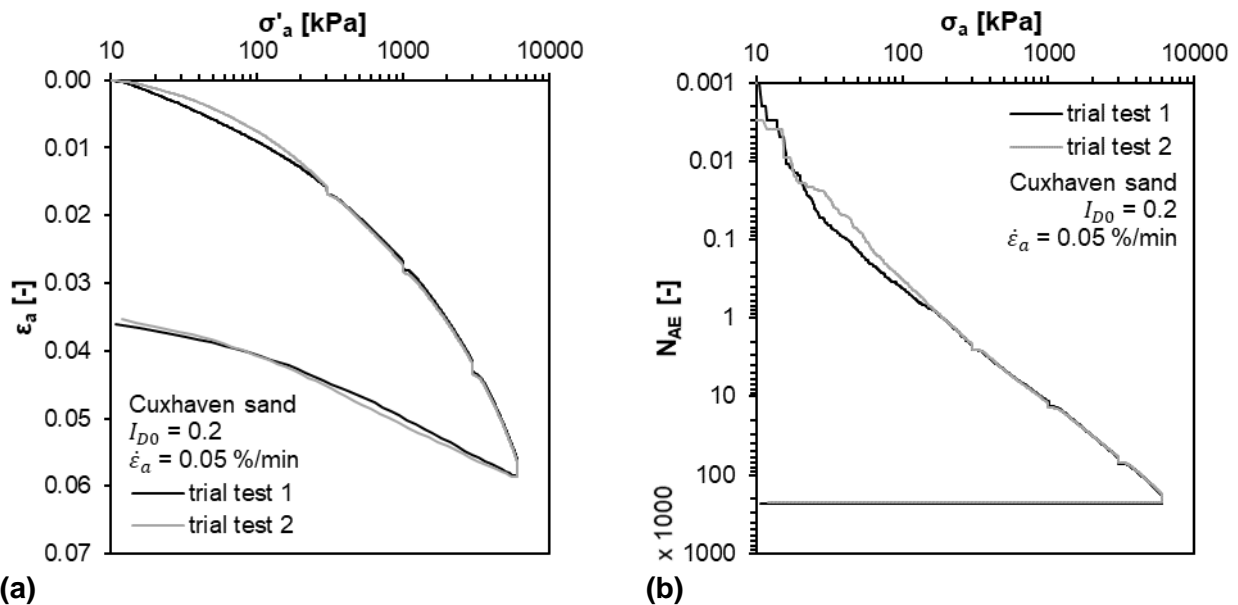 σ'a [kPa]
10 100 1000 10000
0.00
0.01
0.02
0.03
0.04
0.05
0.06
0.07
εa [-]
Cuxhaven sand
ID0 = 0.2
ε̇a = 0.05 %/min
trial test 1
trial test 2
(a)
σa [kPa]
10 100 1000 10000
0.001
0.01
0.1
1
10
100
1000
NAE [-]
x 1000
trial test 1
trial test 2
Cuxhaven sand
ID0 = 0.2
ε̇a = 0.05 %/min
(b)